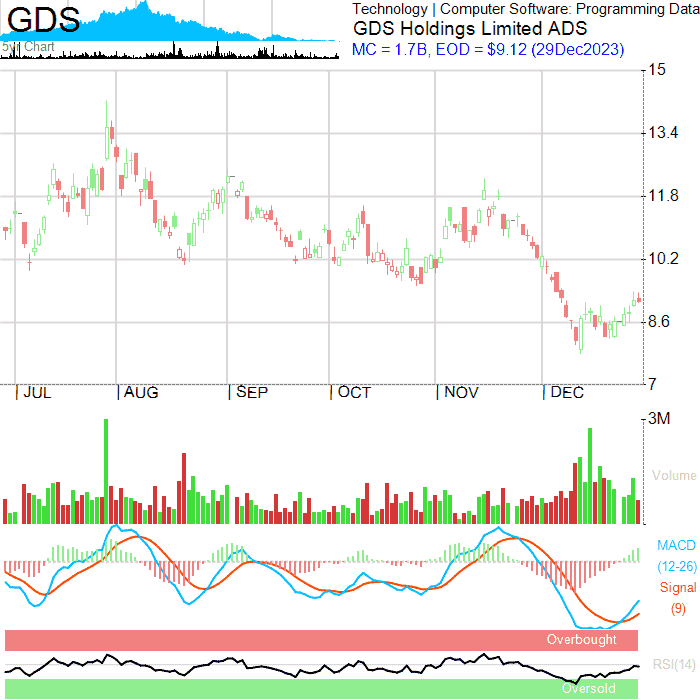 GDS
5yr Chart
Technology | Computer Software: Programming Data
GDS Holdings Limited ADS
MC = 1.7B, EOD = $9.12 (29Dec2023)
15
13.4
11.8
10.2
8.6
7
| JUL | AUG | SEP | OCT | NOV | DEC
3M
Volume
MACD
(12-26)
Signal
(9)
Overbought
RSI(14)
Oversold